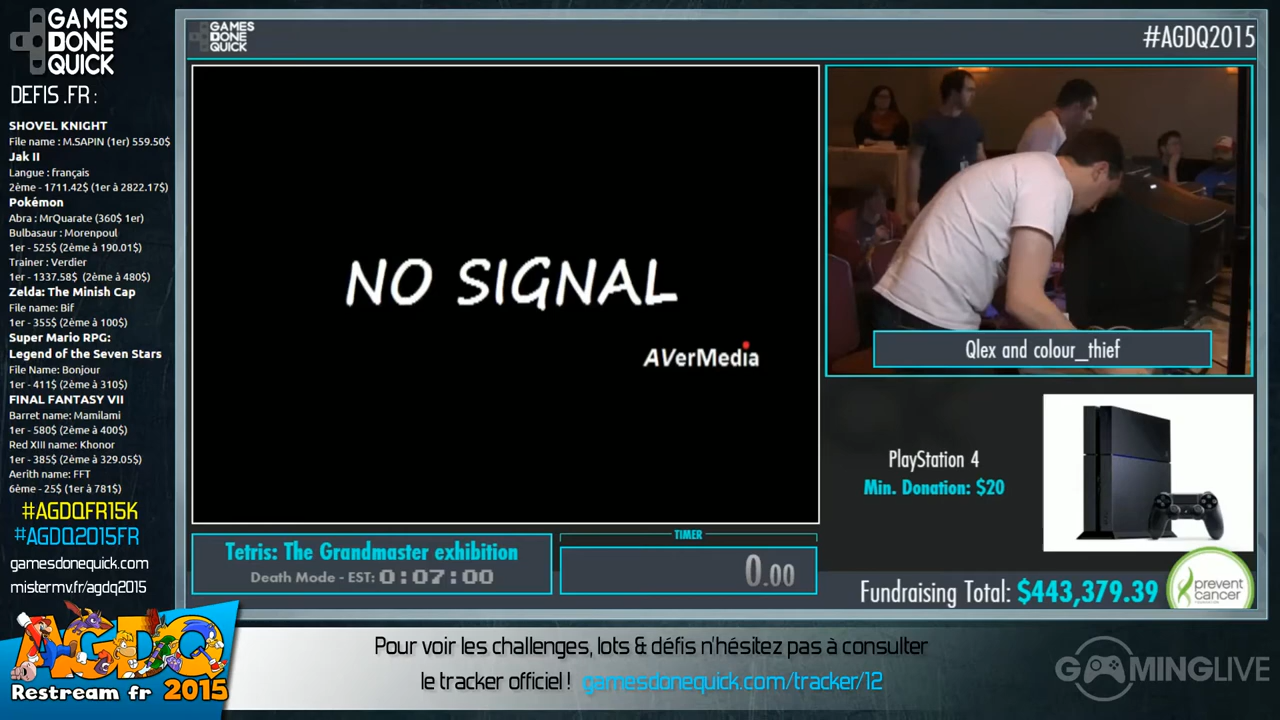 GAMES
DONE
QUICK
DEFIS .FR :
SHOVEL KNIGHT
File name : M.SAPIN (1er) 559.50$
Jak II
Langue : français
2ème - 1711.42$ (1er à 2822.17$)
Pokémon
Abra : MrQuarate (360$ 1er)
Bulbasaur : Morenpoul
1er - 525$ (2ème à 190.01$)
Trainer : Verdier
1er - 1337.58$ (2ème à 480$)
Zelda: The Minish Cap
File name: Bif
1er - 355$ (2ème à 100$)
Super Mario RPG:
Legend of the Seven Stars
File Name: Bonjour
1er - 411$ (2ème à 310$)
FINAL FANTASY VII
Barret name: Mamilami
1er - 580$ (2ème à 400$)
Red XIII name: Khonor
1er - 385$ (2ème à 329.05$)
Aerith name: FFT
6ème - 25$ (1er à 781$)
#AGDQFR15K
#AGDQ2015FR
gamesdonequick.com
mistermv.fr/agdq2015
AGDQ
Restream fr 2015
GAMES
DONE
QUICK
#AGDQ2015
NO SIGNAL
AVerMedia
Qlex and colour_thief
PlayStation 4
Min. Donation: $20
Tetris: The Grandmaster exhibition
Death Mode - EST: 0:07:00
TIMER
0.00
Fundraising Total: $443,379.39
prevent
cancer
Pour voir les challenges, lots & défis n'hésitez pas à consulter
le tracker officiel ! gamesdonequick.com/tracker/12
GAMINGLIVE